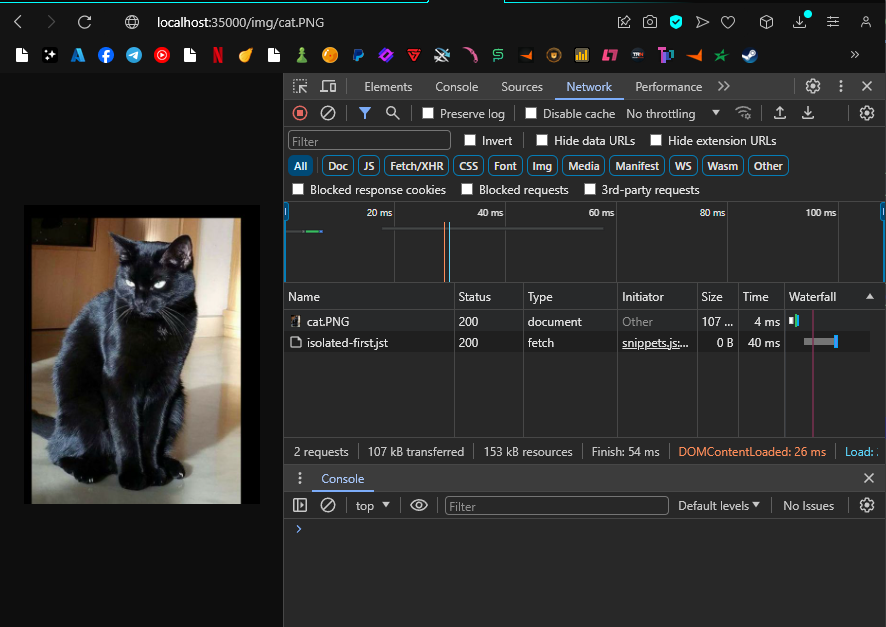 localhost:35000/img/cat.PNG
Elements Console Sources Network Performance
Preserve log Disable cache No throttling
Filter Invert Hide data URLs Hide extension URLs
All Doc JS Fetch/XHR CSS Font Img Media Manifest WS Wasm Other
Blocked response cookies Blocked requests 3rd-party requests
20 ms 40 ms 60 ms 80 ms 100 ms
Name Status Type Initiator Size Time Waterfall
cat.PNG 200 document Other 107 ... 4 ms
isolated-first.jst 200 fetch snippets.js:... 0 B 40 ms
2 requests 107 kB transferred 153 kB resources Finish: 54 ms DOMContentLoaded: 26 ms Load:
Console
top Filter Default levels No Issues